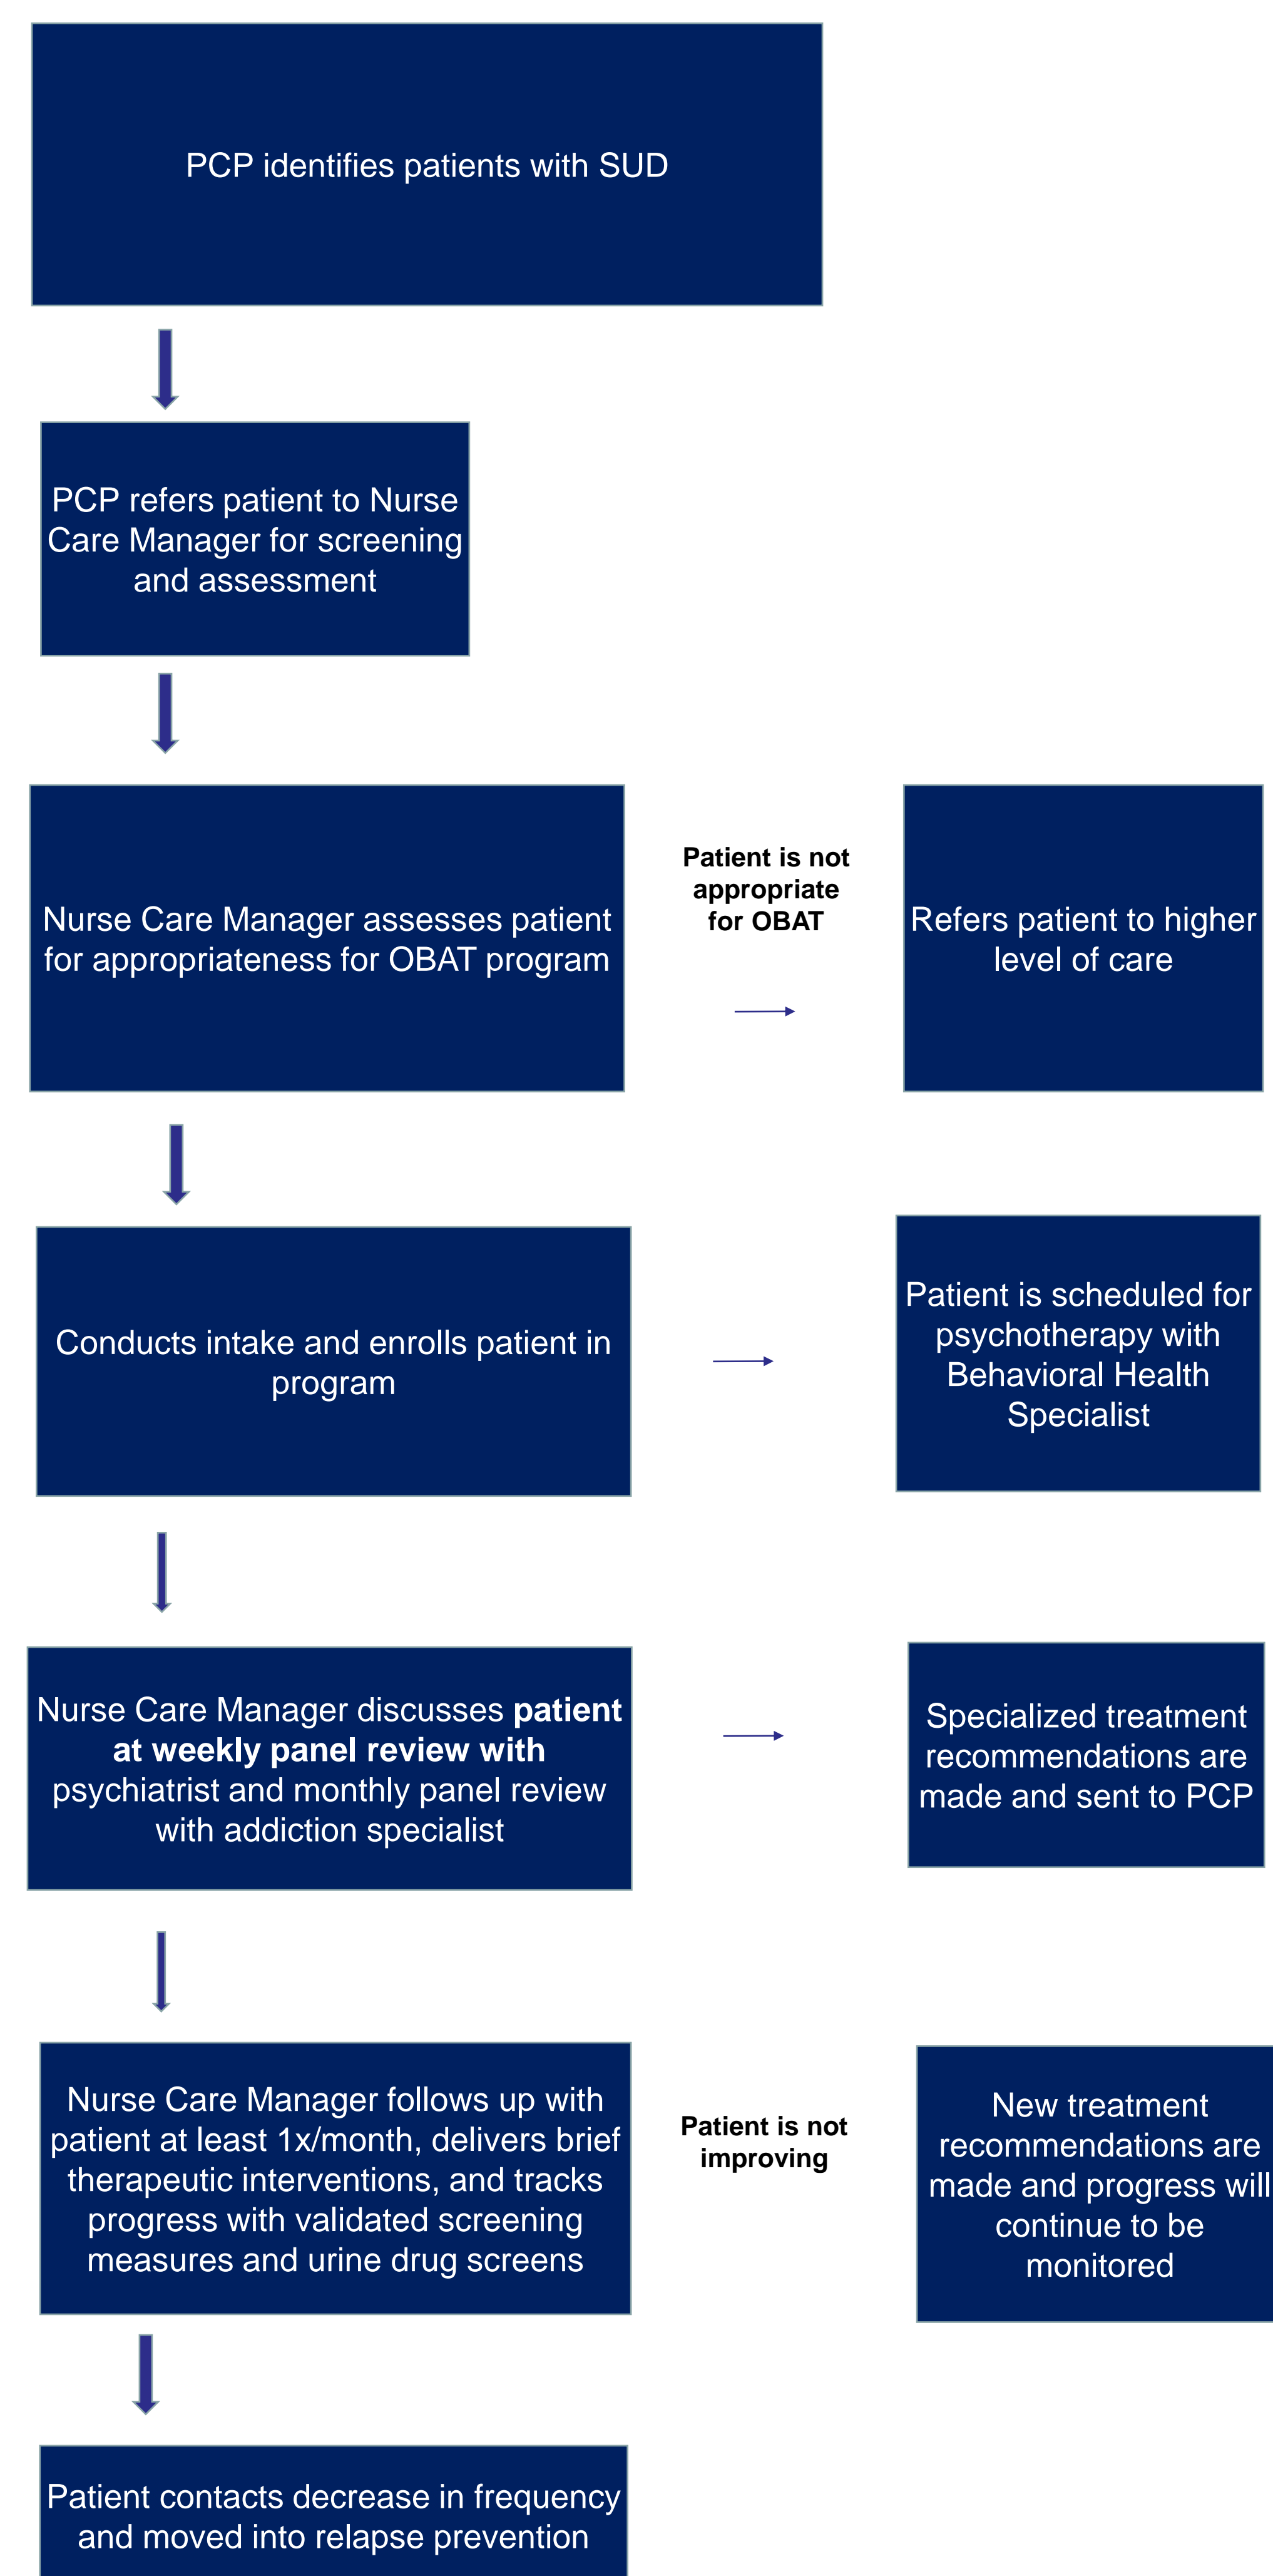 PCP identifies patients with SUD
PCP refers patient to Nurse
Care Manager for screening
and assessment
Nurse Care Manager assesses patient
for appropriateness for OBAT program
Patient is not
appropriate
for OBAT
Refers patient to higher
level of care
Conducts intake and enrolls patient in
program
Patient is scheduled for
psychotherapy with
Behavioral Health
Specialist
Nurse Care Manager discusses patient
at weekly panel review with
psychiatrist and monthly panel review
with addiction specialist
Specialized treatment
recommendations are
made and sent to PCP
Nurse Care Manager follows up with
patient at least 1x/month, delivers brief
therapeutic interventions, and tracks
progress with validated screening
measures and urine drug screens
Patient is not
improving
New treatment
recommendations are
made and progress will
continue to be
monitored
Patient contacts decrease in frequency
and moved into relapse prevention